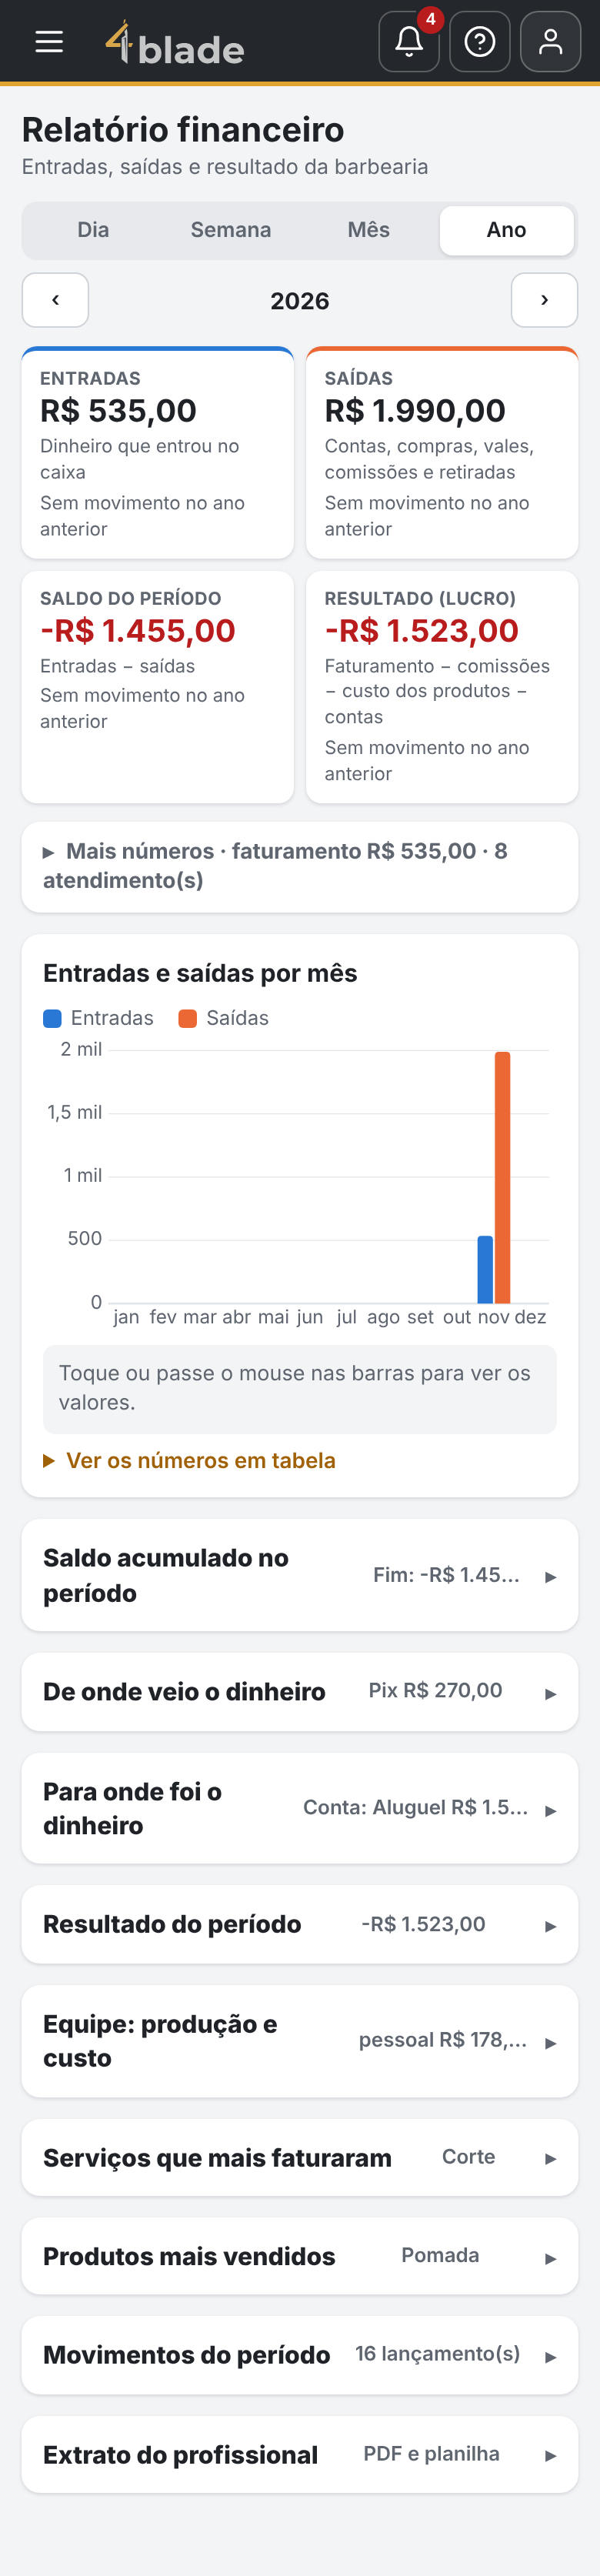 4blade
4
Relatório financeiro
Entradas, saídas e resultado da barbearia
Dia Semana Mês Ano
‹ 2026 ›
ENTRADAS
R$ 535,00
Dinheiro que entrou no
caixa
Sem movimento no ano
anterior
SAÍDAS
R$ 1.990,00
Contas, compras, vales,
comissões e retiradas
Sem movimento no ano
anterior
SALDO DO PERÍODO
-R$ 1.455,00
Entradas − saídas
Sem movimento no ano
anterior
RESULTADO (LUCRO)
-R$ 1.523,00
Faturamento − comissões
− custo dos produtos −
contas
Sem movimento no ano
anterior
▸ Mais números · faturamento R$ 535,00 · 8
atendimento(s)
Entradas e saídas por mês
Entradas Saídas
2 mil
1,5 mil
1 mil
500
0
jan fev mar abr mai jun jul ago set out nov dez
Toque ou passe o mouse nas barras para ver os
valores.
▸ Ver os números em tabela
Saldo acumulado no
período
Fim: -R$ 1.45... ▸
De onde veio o dinheiro Pix R$ 270,00 ▸
Para onde foi o
dinheiro
Conta: Aluguel R$ 1.5... ▸
Resultado do período -R$ 1.523,00 ▸
Equipe: produção e
custo
pessoal R$ 178,... ▸
Serviços que mais faturaram Corte ▸
Produtos mais vendidos Pomada ▸
Movimentos do período 16 lançamento(s) ▸
Extrato do profissional PDF e planilha ▸